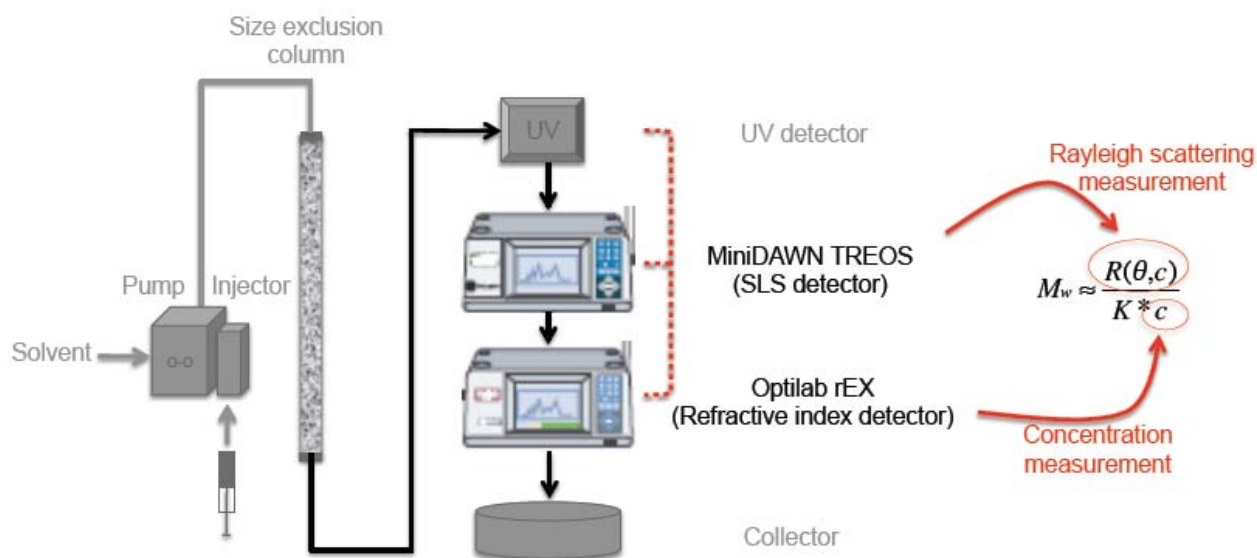 Size exclusion
column
UV
UV detector
Rayleigh scattering
measurement
MiniDAWN TREOS
(SLS detector)
Mw ≈ R(θ,c) / K*c
Pump
Injector
Solvent
o-o
Optilab rEX
(Refractive index detector)
Concentration
measurement
Collector